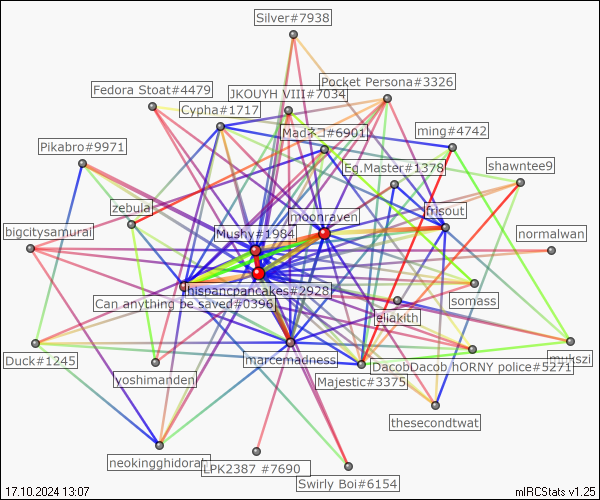 Silver#7938
Pocket Persona#3326
Fedora Stoat#4479
JKOUYH VIII#7034
Cypha#1717
Madネコ#6901
ming#4742
Pikabro#9971
Eg.Master#1378
shawntee9
zebula
moonraven
frisout
bigcitysamurai
Mushy#1984
normalwan
hispancpancakes#2928
Can anything be saved#0396
somass
eliakith
Duck#1245
marcemadness
mukszi
yoshimanden
DacobDacob hORNY police#5271
Majestic#3375
thesecondtwat
neokingghidorah
LPK2387 #7690
Swirly Boi#6154
17.10.2024 13:07
mIRCStats v1.25